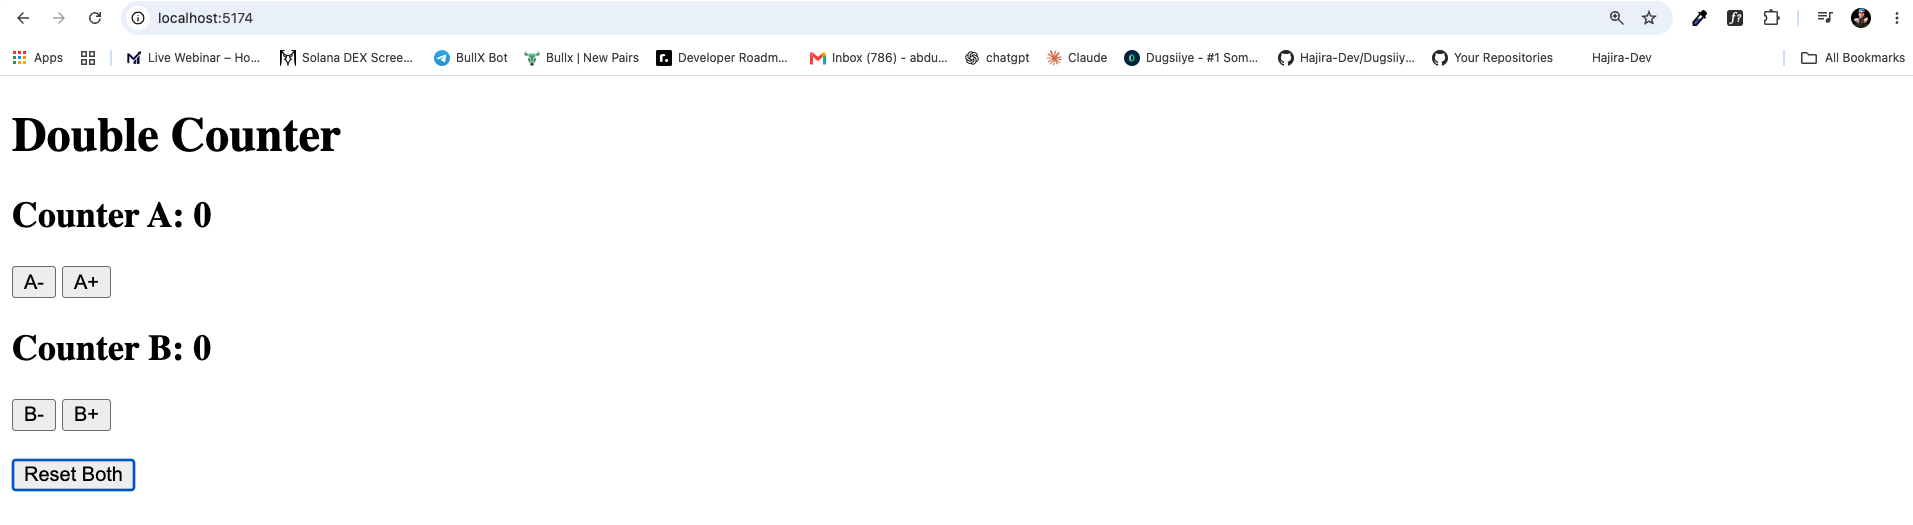 localhost:5174
Apps Live Webinar – Ho... Solana DEX Scree... BullX Bot Bullx | New Pairs Developer Roadm... Inbox (786) - abdu... chatgpt Claude Dugsiiye - #1 Som... Hajira-Dev/Dugsiiy... Your Repositories Hajira-Dev All Bookmarks
Double Counter
Counter A: 0
A- A+
Counter B: 0
B- B+
Reset Both